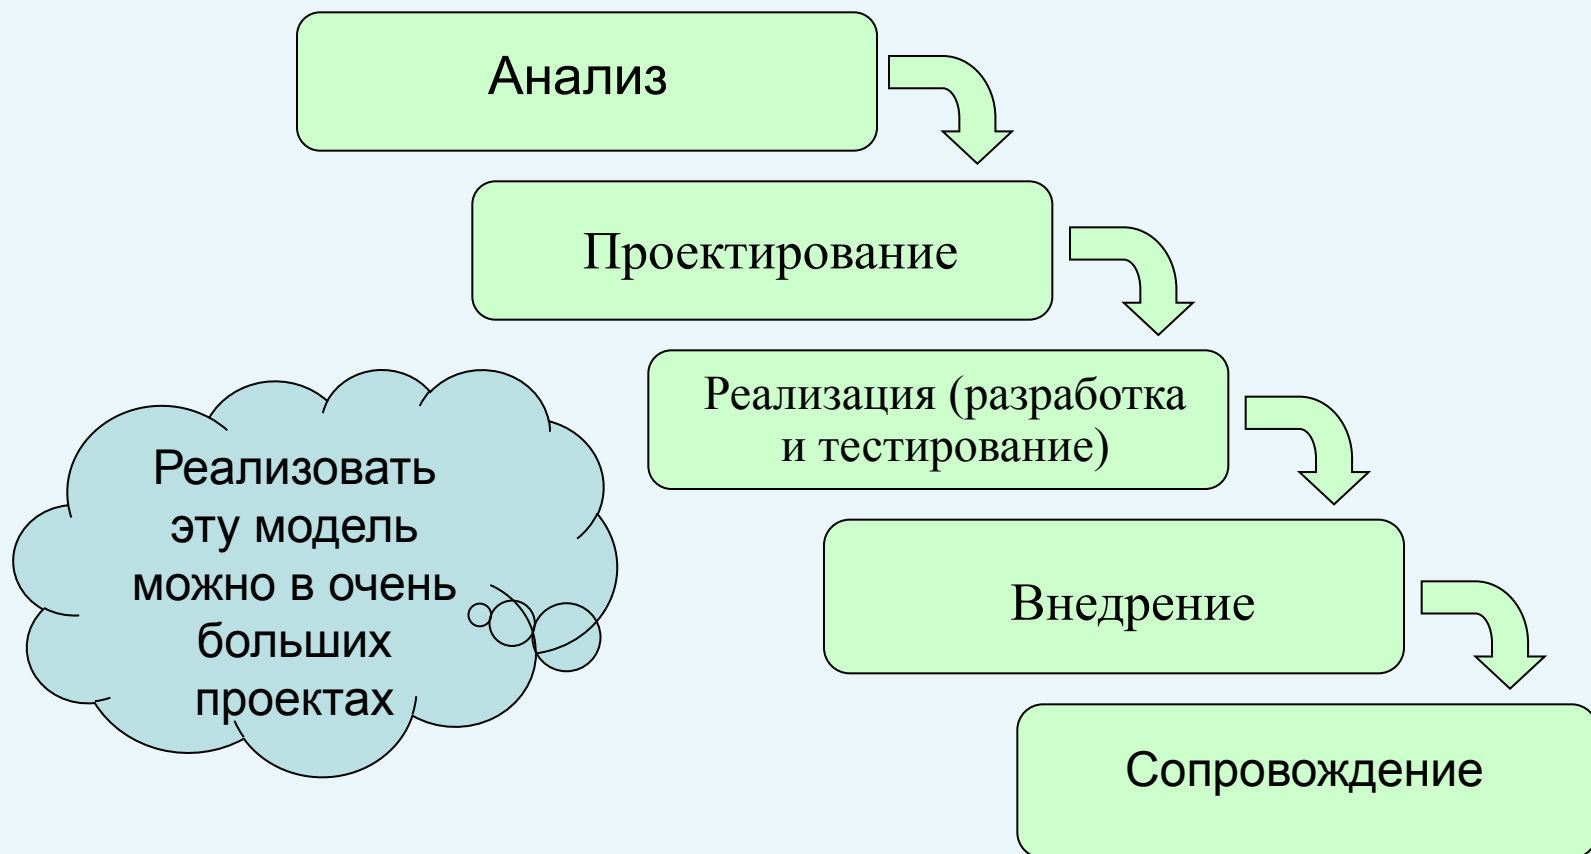 Анализ
Проектирование
Реализация (разработка
и тестирование)
Реализовать
эту модель
можно в очень
больших
проектах
Внедрение
Сопровождение